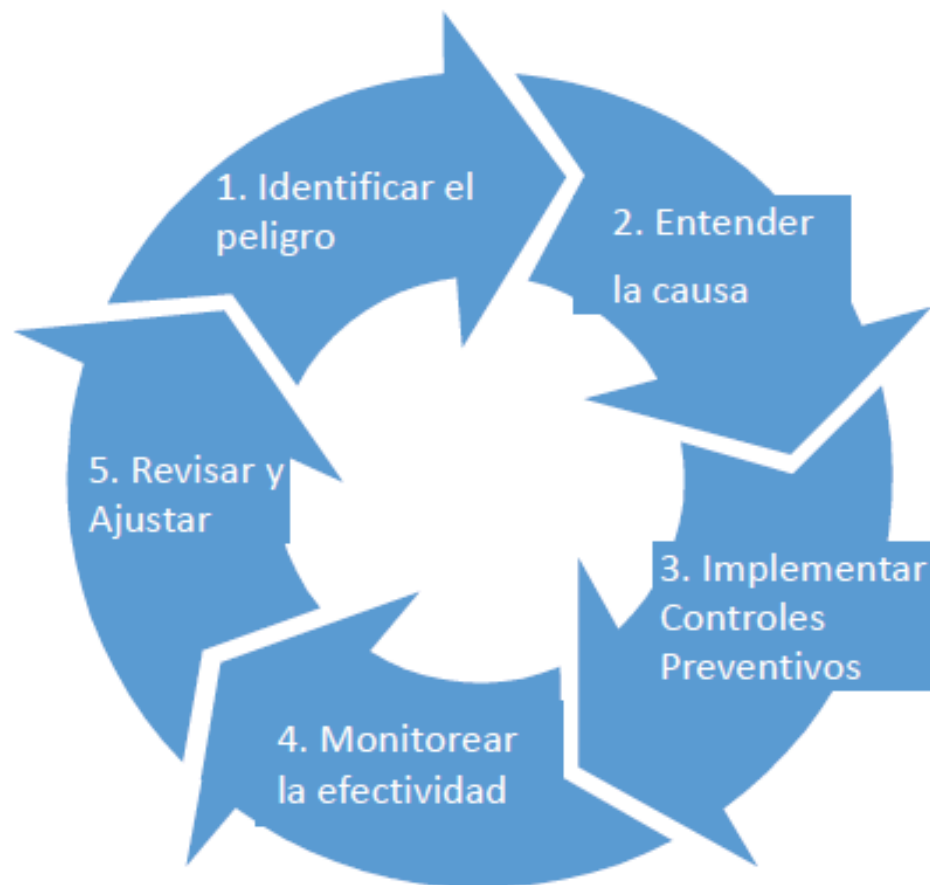 1. Identificar el
peligro
2. Entender
la causa
3. Implementar
Controles
Preventivos
4. Monitorear
la efectividad
5. Revisar y
Ajustar